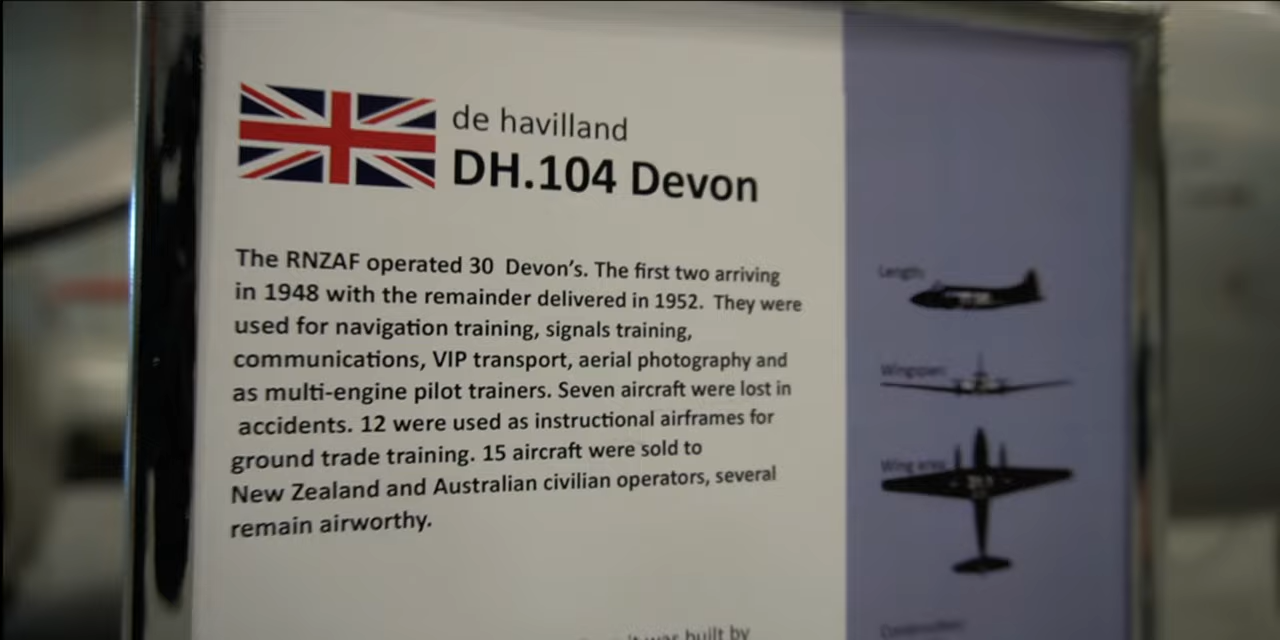 de havilland
DH.104 Devon
The RNZAF operated 30 Devon's. The first two arriving
in 1948 with the remainder delivered in 1952. They were
used for navigation training, signals training,
communications, VIP transport, aerial photography and
as multi-engine pilot trainers. Seven aircraft were lost in
accidents. 12 were used as instructional airframes for
ground trade training. 15 aircraft were sold to
New Zealand and Australian civilian operators, several
remain airworthy.
was built by
Length:
Wingspan:
Wing area: